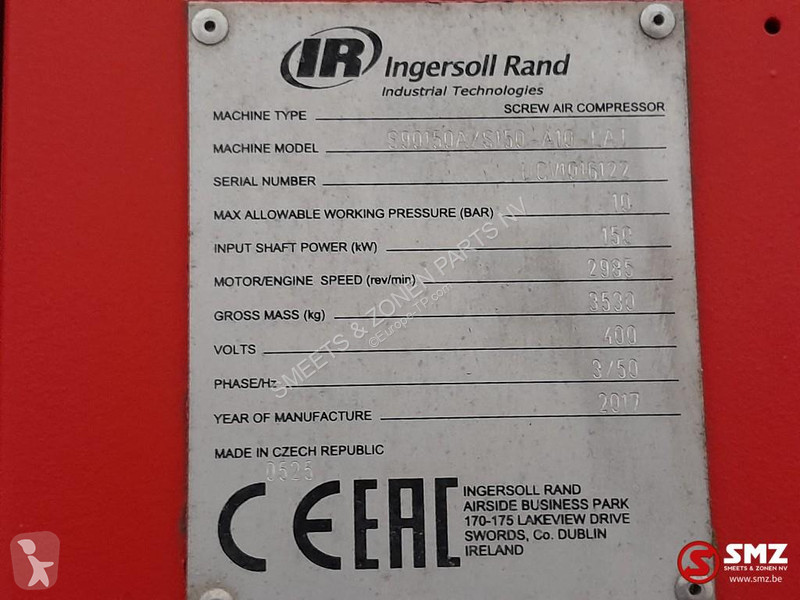 IR Ingersoll Rand
Industrial Technologies
MACHINE TYPE SCREW AIR COMPRESSOR
MACHINE MODEL
SERIAL NUMBER
MAX ALLOWABLE WORKING PRESSURE (BAR) 10
INPUT SHAFT POWER (kW) 150
MOTOR/ENGINE SPEED (rev/min) 2985
GROSS MASS (kg) 3530
VOLTS 400
PHASE/Hz 3/50
YEAR OF MANUFACTURE 2017
MADE IN CZECH REPUBLIC
0525
CE EAC
INGERSOLL RAND
AIRSIDE BUSINESS PARK
170-175 LAKEVIEW DRIVE
SWORDS, Co. DUBLIN
IRELAND
SMEETS & ZONEN PARTS NV
©Europe-TP.com
SMZ
SMEETS & ZONEN NV
www.smz.be